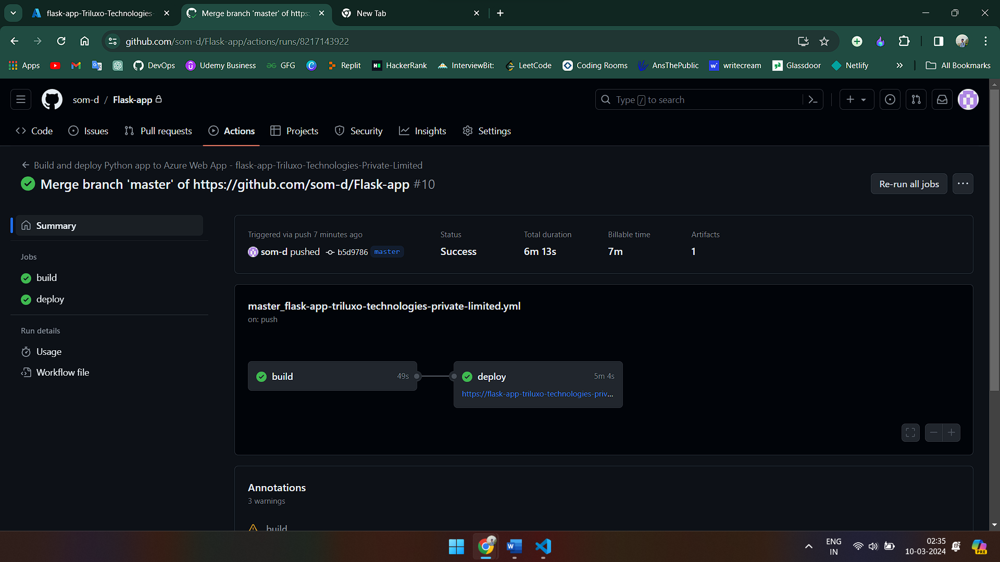 flask-app-Triluxo-Technologies-
Merge branch 'master' of https:
New Tab
github.com/som-d/Flask-app/actions/runs/8217143922
Apps
DevOps
Udemy Business
GFG
Replit
HackerRank
InterviewBit:
LeetCode
Coding Rooms
AnsThePublic
writecream
Glassdoor
Netlify
All Bookmarks
som-d / Flask-app
Type / to search
Code
Issues
Pull requests
Actions
Projects
Security
Insights
Settings
Build and deploy Python app to Azure Web App - flask-app-Triluxo-Technologies-Private-Limited
Merge branch 'master' of https://github.com/som-d/Flask-app #10
Re-run all jobs
Summary
Jobs
build
deploy
Run details
Usage
Workflow file
Triggered via push 7 minutes ago
som-d pushed b5d9786 master
Status
Success
Total duration
6m 13s
Billable time
7m
Artifacts
1
master_flask-app-triluxo-technologies-private-limited.yml
on: push
build 49s
deploy 5m 4s
https://flask-app-triluxo-technologies-priv...
Annotations
3 warnings
build
ENG
IN
02:35
10-03-2024
PRE